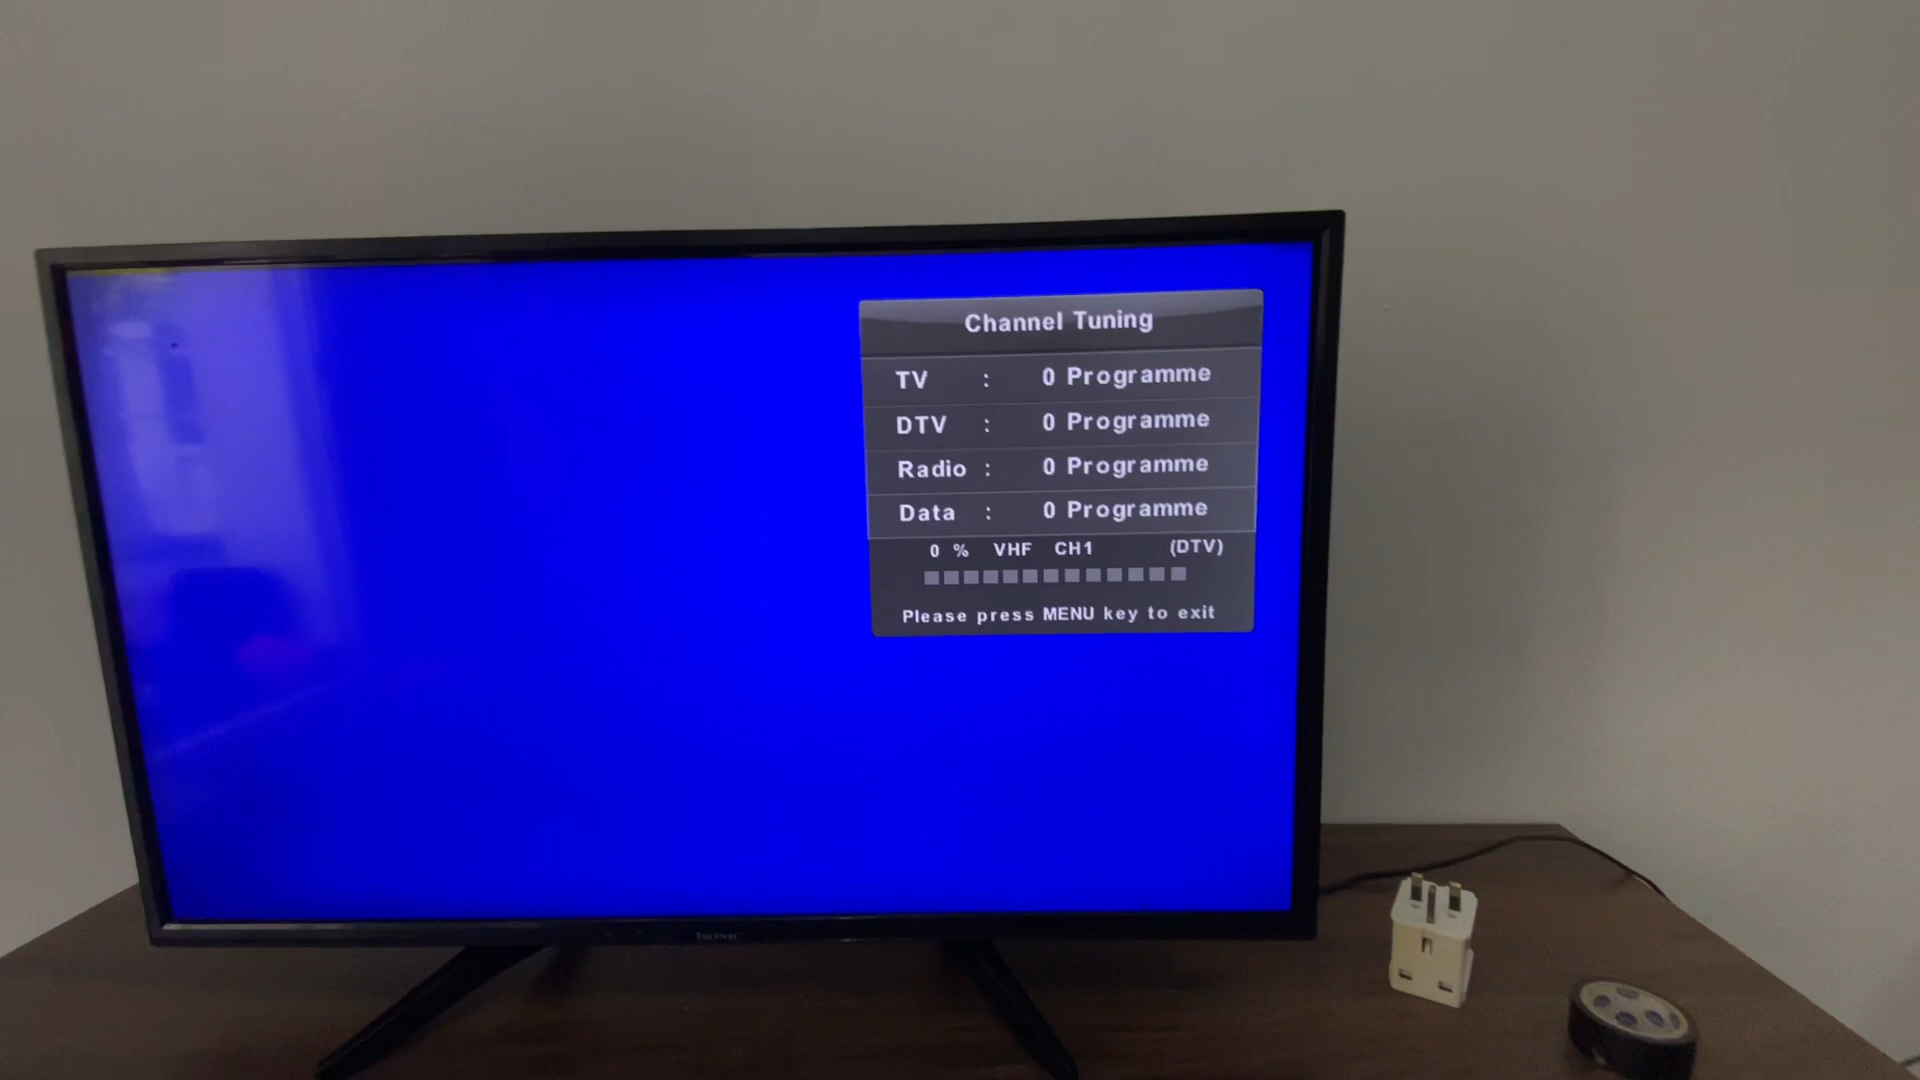 Channel Tuning
TV : 0 Programme
DTV : 0 Programme
Radio : 0 Programme
Data : 0 Programme
0 % VHF CH1 (DTV)
Please press MENU key to exit